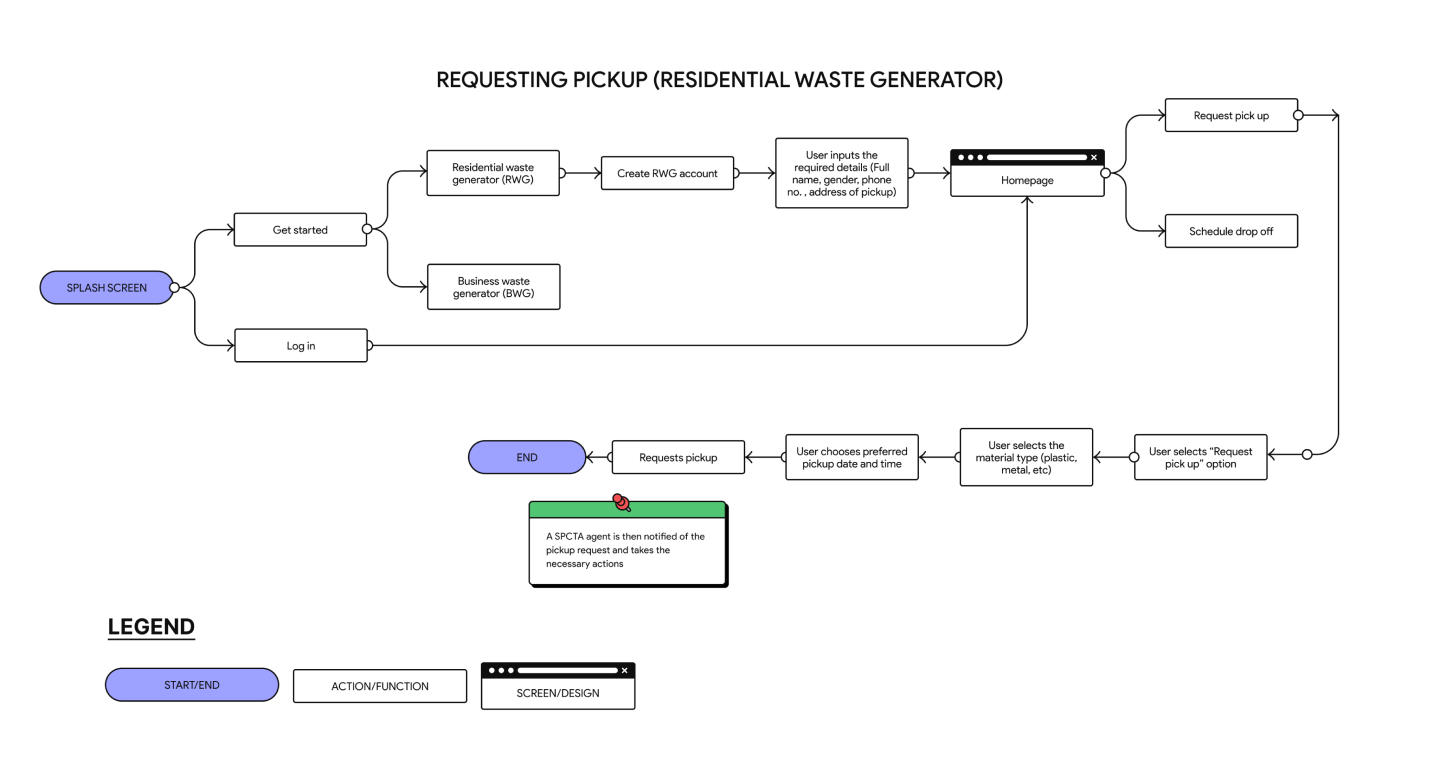 REQUESTING PICKUP (RESIDENTIAL WASTE GENERATOR)
SPLASH SCREEN
Get started
Log in
Residential waste
generator (RWG)
Business waste
generator (BWG)
Create RWG account
User inputs the
required details (Full
name, gender, phone
no. , address of pickup)
Homepage
Request pick up
Schedule drop off
User selects “Request
pick up” option
User selects the
material type (plastic,
metal, etc)
User chooses preferred
pickup date and time
Requests pickup
END
A SPCTA agent is then notified of the
pickup request and takes the
necessary actions
LEGEND
START/END
ACTION/FUNCTION
SCREEN/DESIGN